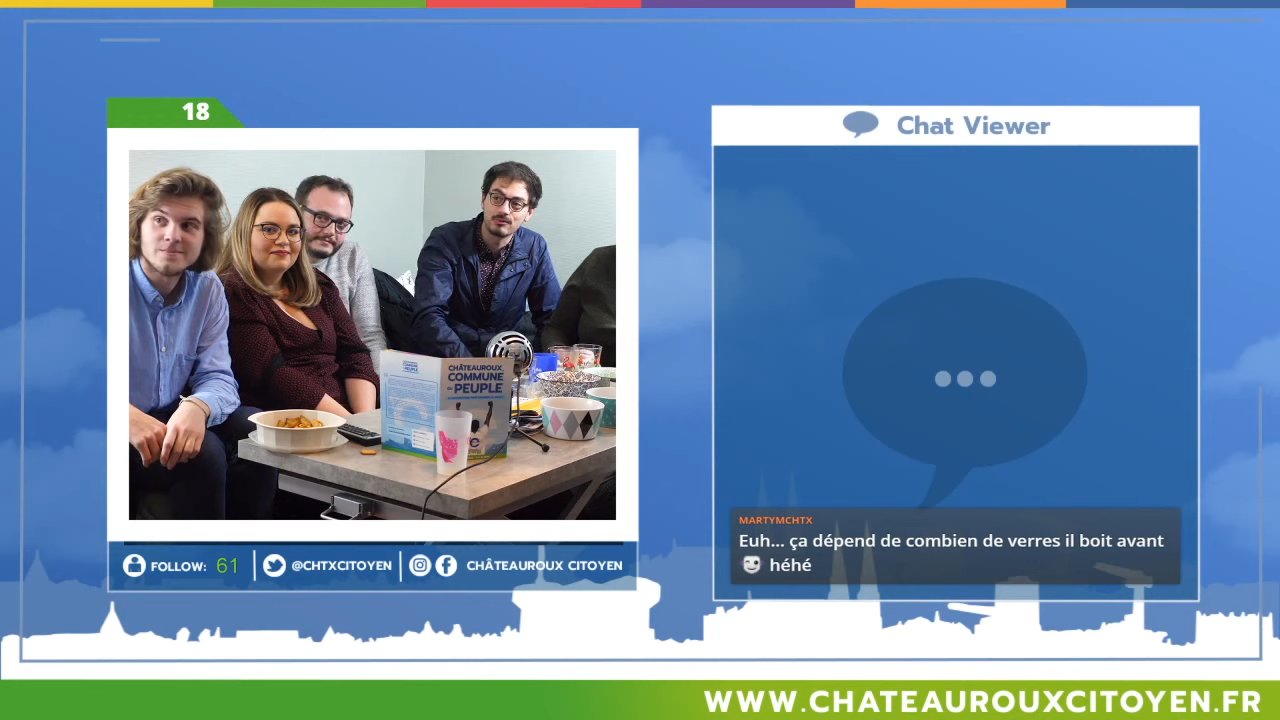 18
Chat Viewer
CHÂTEAUROUX
COMMUNE
DU PEUPLE
MARTYMCHTX
Euh... ça dépend de combien de verres il boit avant
héhé
FOLLOW: 61
@CHTXCITOYEN
CHÂTEAUROUX CITOYEN
WWW.CHATEAUROUXCITOYEN.FR